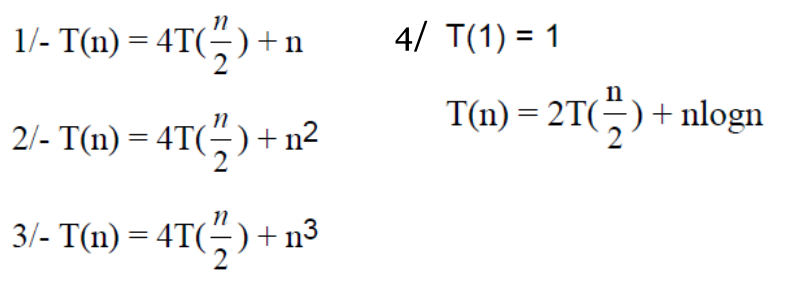 1/- T(n) = 4T(n/2) + n
2/- T(n) = 4T(n/2) + n²
3/- T(n) = 4T(n/2) + n³
4/ T(1) = 1
T(n) = 2T(n/2) + nlogn